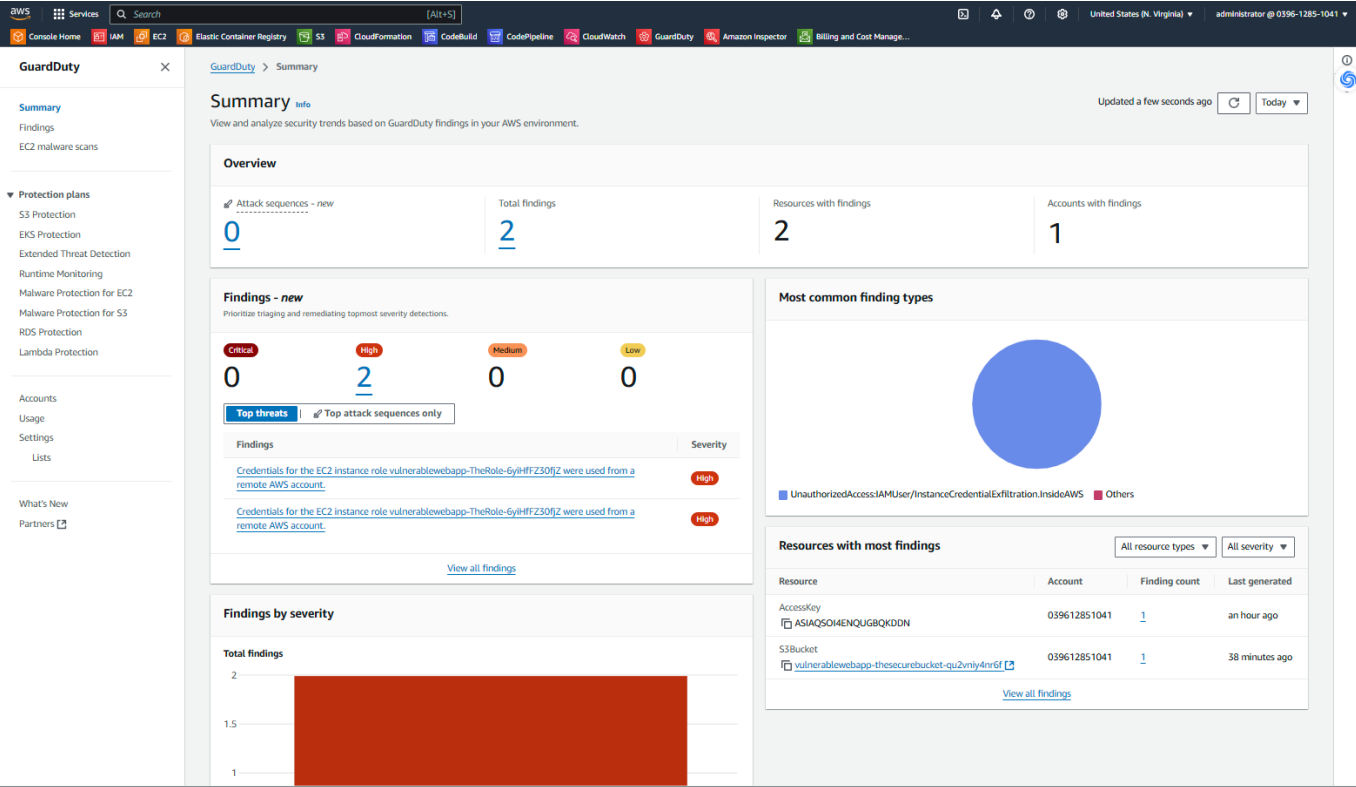 aws Services Search [Alt+S] United States (N. Virginia) administrator @ 0396-1285-1041
Console Home IAM EC2 Elastic Container Registry S3 CloudFormation CodeBuild CodePipeline CloudWatch GuardDuty Amazon Inspector Billing and Cost Manage...
GuardDuty
Summary
Findings
EC2 malware scans
Protection plans
S3 Protection
EKS Protection
Extended Threat Detection
Runtime Monitoring
Malware Protection for EC2
Malware Protection for S3
RDS Protection
Lambda Protection
Accounts
Usage
Settings
Lists
What's New
Partners
GuardDuty > Summary
Summary Info
View and analyze security trends based on GuardDuty findings in your AWS environment.
Updated a few seconds ago Today
Overview
Attack sequences - new
0
Total findings
2
Resources with findings
2
Accounts with findings
1
Findings - new
Prioritize triaging and remediating topmost severity detections.
Critical High Medium Low
0 2 0 0
Top threats Top attack sequences only
Findings Severity
Credentials for the EC2 instance role vulnerablewebapp-TheRole-6yiHfFZ30fjZ were used from a
remote AWS account.
High
Credentials for the EC2 instance role vulnerablewebapp-TheRole-6yiHfFZ30fjZ were used from a
remote AWS account.
High
View all findings
Findings by severity
Total findings
2
1.5
1
Most common finding types
UnauthorizedAccess:IAMUser/InstanceCredentialExfiltration.InsideAWS Others
Resources with most findings All resource types All severity
Resource Account Finding count Last generated
AccessKey
ASIAQSOI4ENQUGBQKDDN 039612851041 1 an hour ago
S3Bucket
vulnerablewebapp-thesecurebucket-qu2vniy4nr6f 039612851041 1 38 minutes ago
View all findings